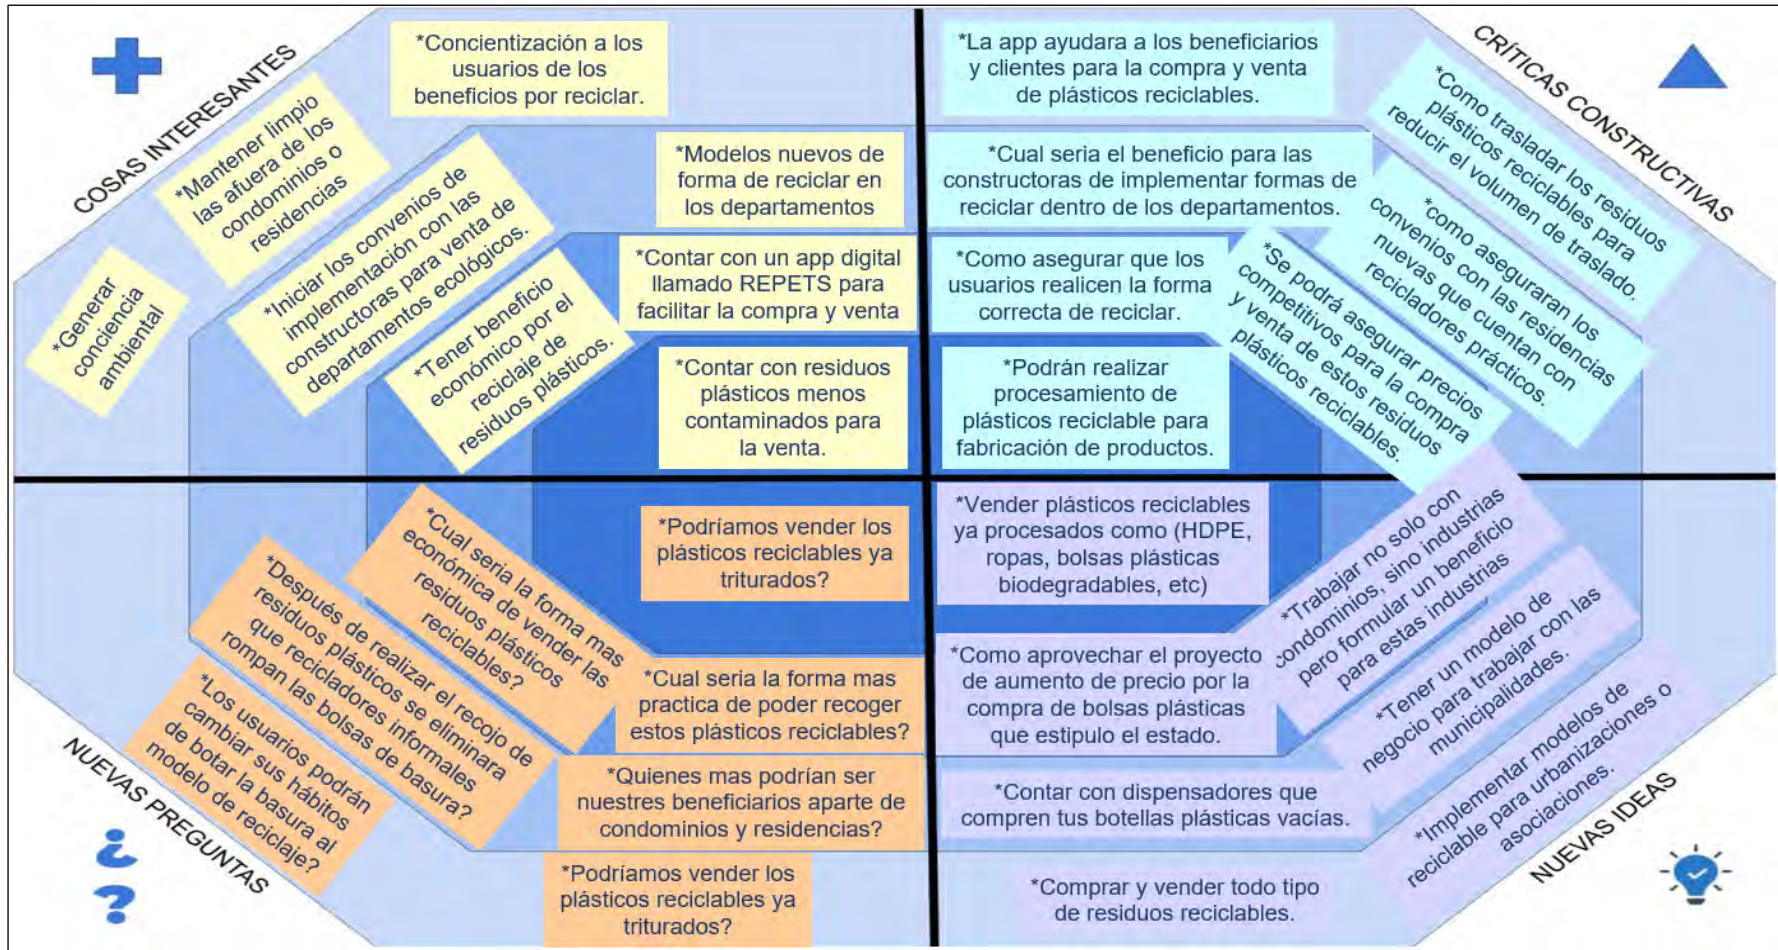 COSAS INTERESANTES
*Concientización a los
usuarios de los
beneficios por reciclar.
*Mantener limpio
las afuera de los
condominios o
residencias
*Generar
conciencia
ambiental
*Modelos nuevos de
forma de reciclar en
los departamentos
*Iniciar los convenios de
implementación con las
constructoras para venta de
departamentos ecológicos.
*Contar con un app digital
llamado REPETS para
facilitar la compra y venta
*Tener beneficio
económico por el
reciclaje de
residuos plásticos.
*Contar con residuos
plásticos menos
contaminados para
la venta.
CRÍTICAS CONSTRUCTIVAS
*La app ayudara a los beneficiarios
y clientes para la compra y venta
de plásticos reciclables.
*Como trasladar los residuos
plásticos reciclables para
reducir el volumen de traslado.
*Cual seria el beneficio para las
constructoras de implementar formas de
reciclar dentro de los departamentos.
*como aseguraran los
convenios con las residencias
nuevas que cuentan con
recicladores prácticos.
*Como asegurar que los
usuarios realicen la forma
correcta de reciclar.
*Se podrá asegurar precios
competitivos para la compra
y venta de estos residuos
plásticos reciclables.
*Podrán realizar
procesamiento de
plásticos reciclable para
fabricación de productos.
NUEVAS PREGUNTAS
*Podríamos vender los
plásticos reciclables ya
triturados?
*Cual seria la forma mas
económica de vender las
residuos plásticos
reciclables?
*Después de realizar el recojo de
residuos plásticos se eliminara
que recicladores informales
rompan las bolsas de basura?
*Los usuarios podrán
cambiar sus hábitos
de botar la basura al
modelo de reciclaje?
*Cual seria la forma mas
practica de poder recoger
estos plásticos reciclables?
*Quienes mas podrían ser
nuestres beneficiarios aparte de
condominios y residencias?
*Podríamos vender los
plásticos reciclables ya
triturados?
¿
?
NUEVAS IDEAS
*Vender plásticos reciclables
ya procesados como (HDPE,
ropas, bolsas plásticas
biodegradables, etc)
*Trabajar no solo con
condominios, sino industrias
pero formular un beneficio
para estas industrias
*Como aprovechar el proyecto
de aumento de precio por la
compra de bolsas plásticas
que estipulo el estado.
*Tener un modelo de
negocio para trabajar con las
municipalidades.
*Contar con dispensadores que
compren tus botellas plásticas vacías.
*Implementar modelos de
reciclable para urbanizaciones o
asociaciones.
*Comprar y vender todo tipo
de residuos reciclables.